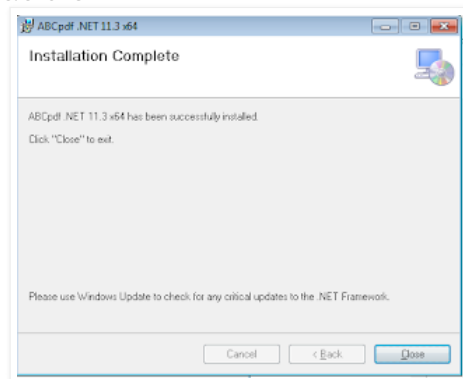 ABCpdf .NET 11.3 x64
Installation Complete
ABCpdf .NET 11.3 x64 has been successfully installed.
Click "Close" to exit.
Please use Windows Update to check for any critical updates to the .NET Framework.
Cancel < Back Close